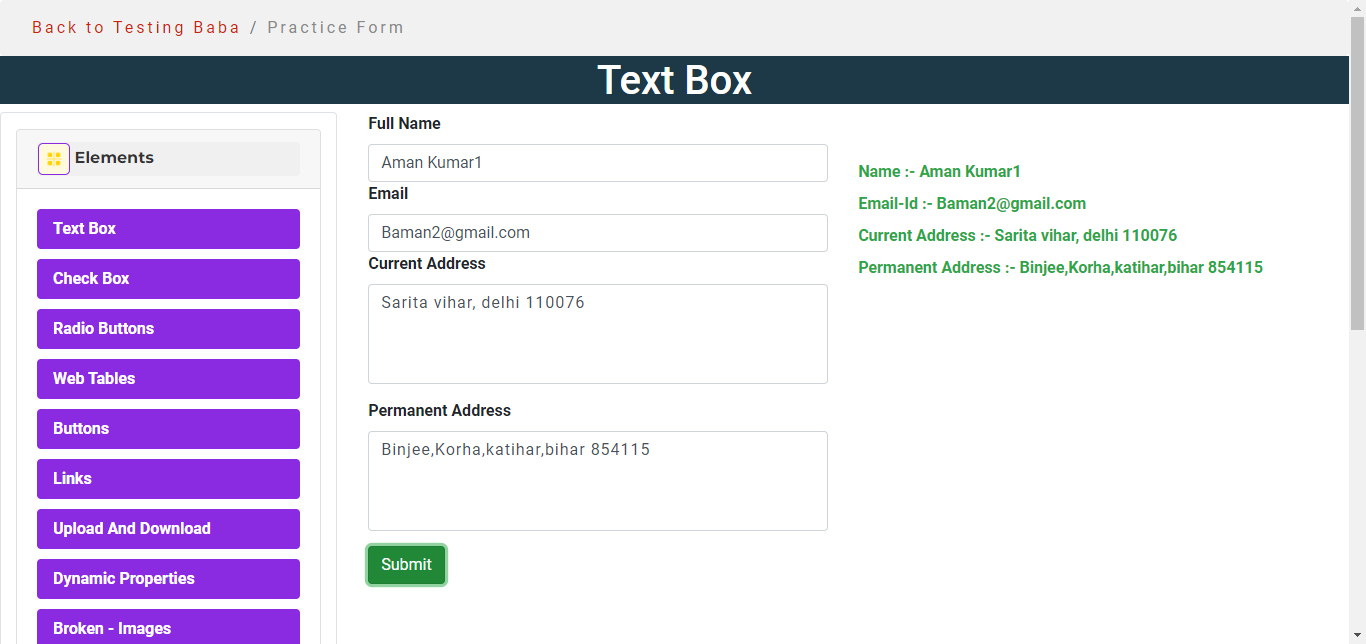 Back to Testing Baba / Practice Form
Text Box
Elements
Text Box
Check Box
Radio Buttons
Web Tables
Buttons
Links
Upload And Download
Dynamic Properties
Broken - Images
Full Name
Aman Kumar1
Email
Baman2@gmail.com
Current Address
Sarita vihar, delhi 110076
Permanent Address
Binjee,Korha,katihar,bihar 854115
Submit
Name :- Aman Kumar1
Email-Id :- Baman2@gmail.com
Current Address :- Sarita vihar, delhi 110076
Permanent Address :- Binjee,Korha,katihar,bihar 854115